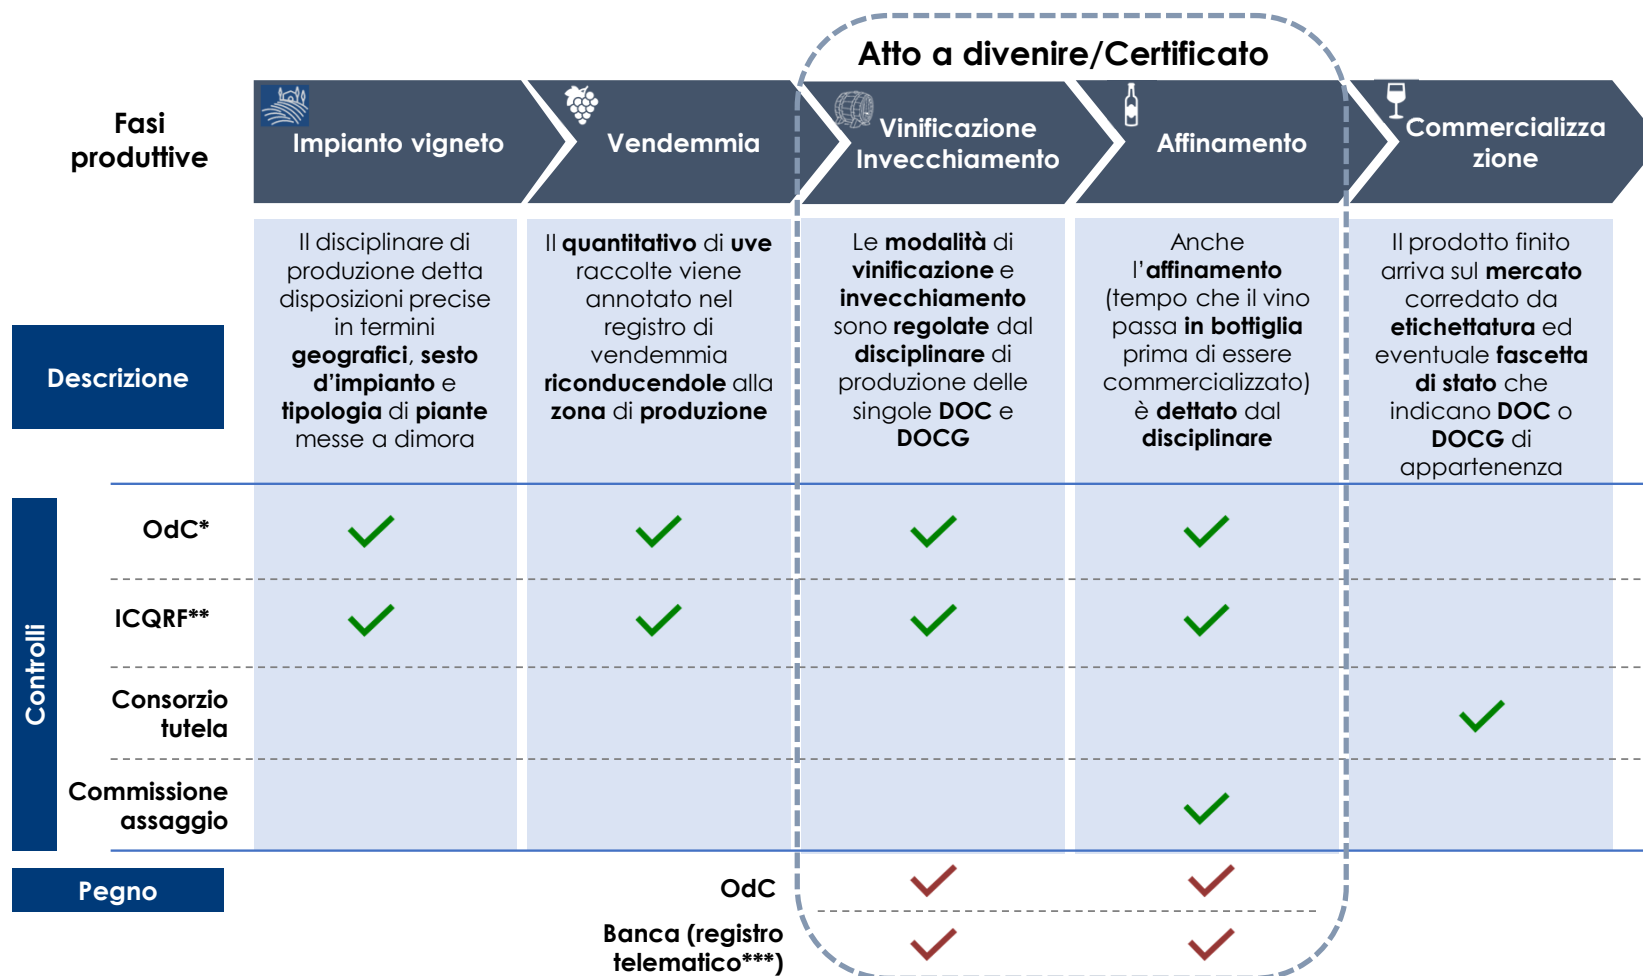 Atto a divenire/Certificato
Fasi
produttive
Impianto vigneto
Vendemmia
Vinificazione
Invecchiamento
Affinamento
Commercializza
zione
Descrizione
Il disciplinare di
produzione detta
disposizioni precise
in termini
geografici, sesto
d'impianto e
tipologia di piante
messe a dimora
Il quantitativo di uve
raccolte viene
annotato nel
registro di
vendemmia
riconducendole alla
zona di produzione
Le modalità di
vinificazione e
invecchiamento
sono regolate dal
disciplinare di
produzione delle
singole DOC e
DOCG
Anche
l'affinamento
(tempo che il vino
passa in bottiglia
prima di essere
commercializzato)
è dettato dal
disciplinare
Il prodotto finito
arriva sul mercato
corredato da
etichettatura ed
eventuale fascetta
di stato che
indicano DOC o
DOCG di
appartenenza
Controlli
OdC*
ICQRF**
Consorzio
tutela
Commissione
assaggio
Pegno
OdC
Banca (registro
telematico***)